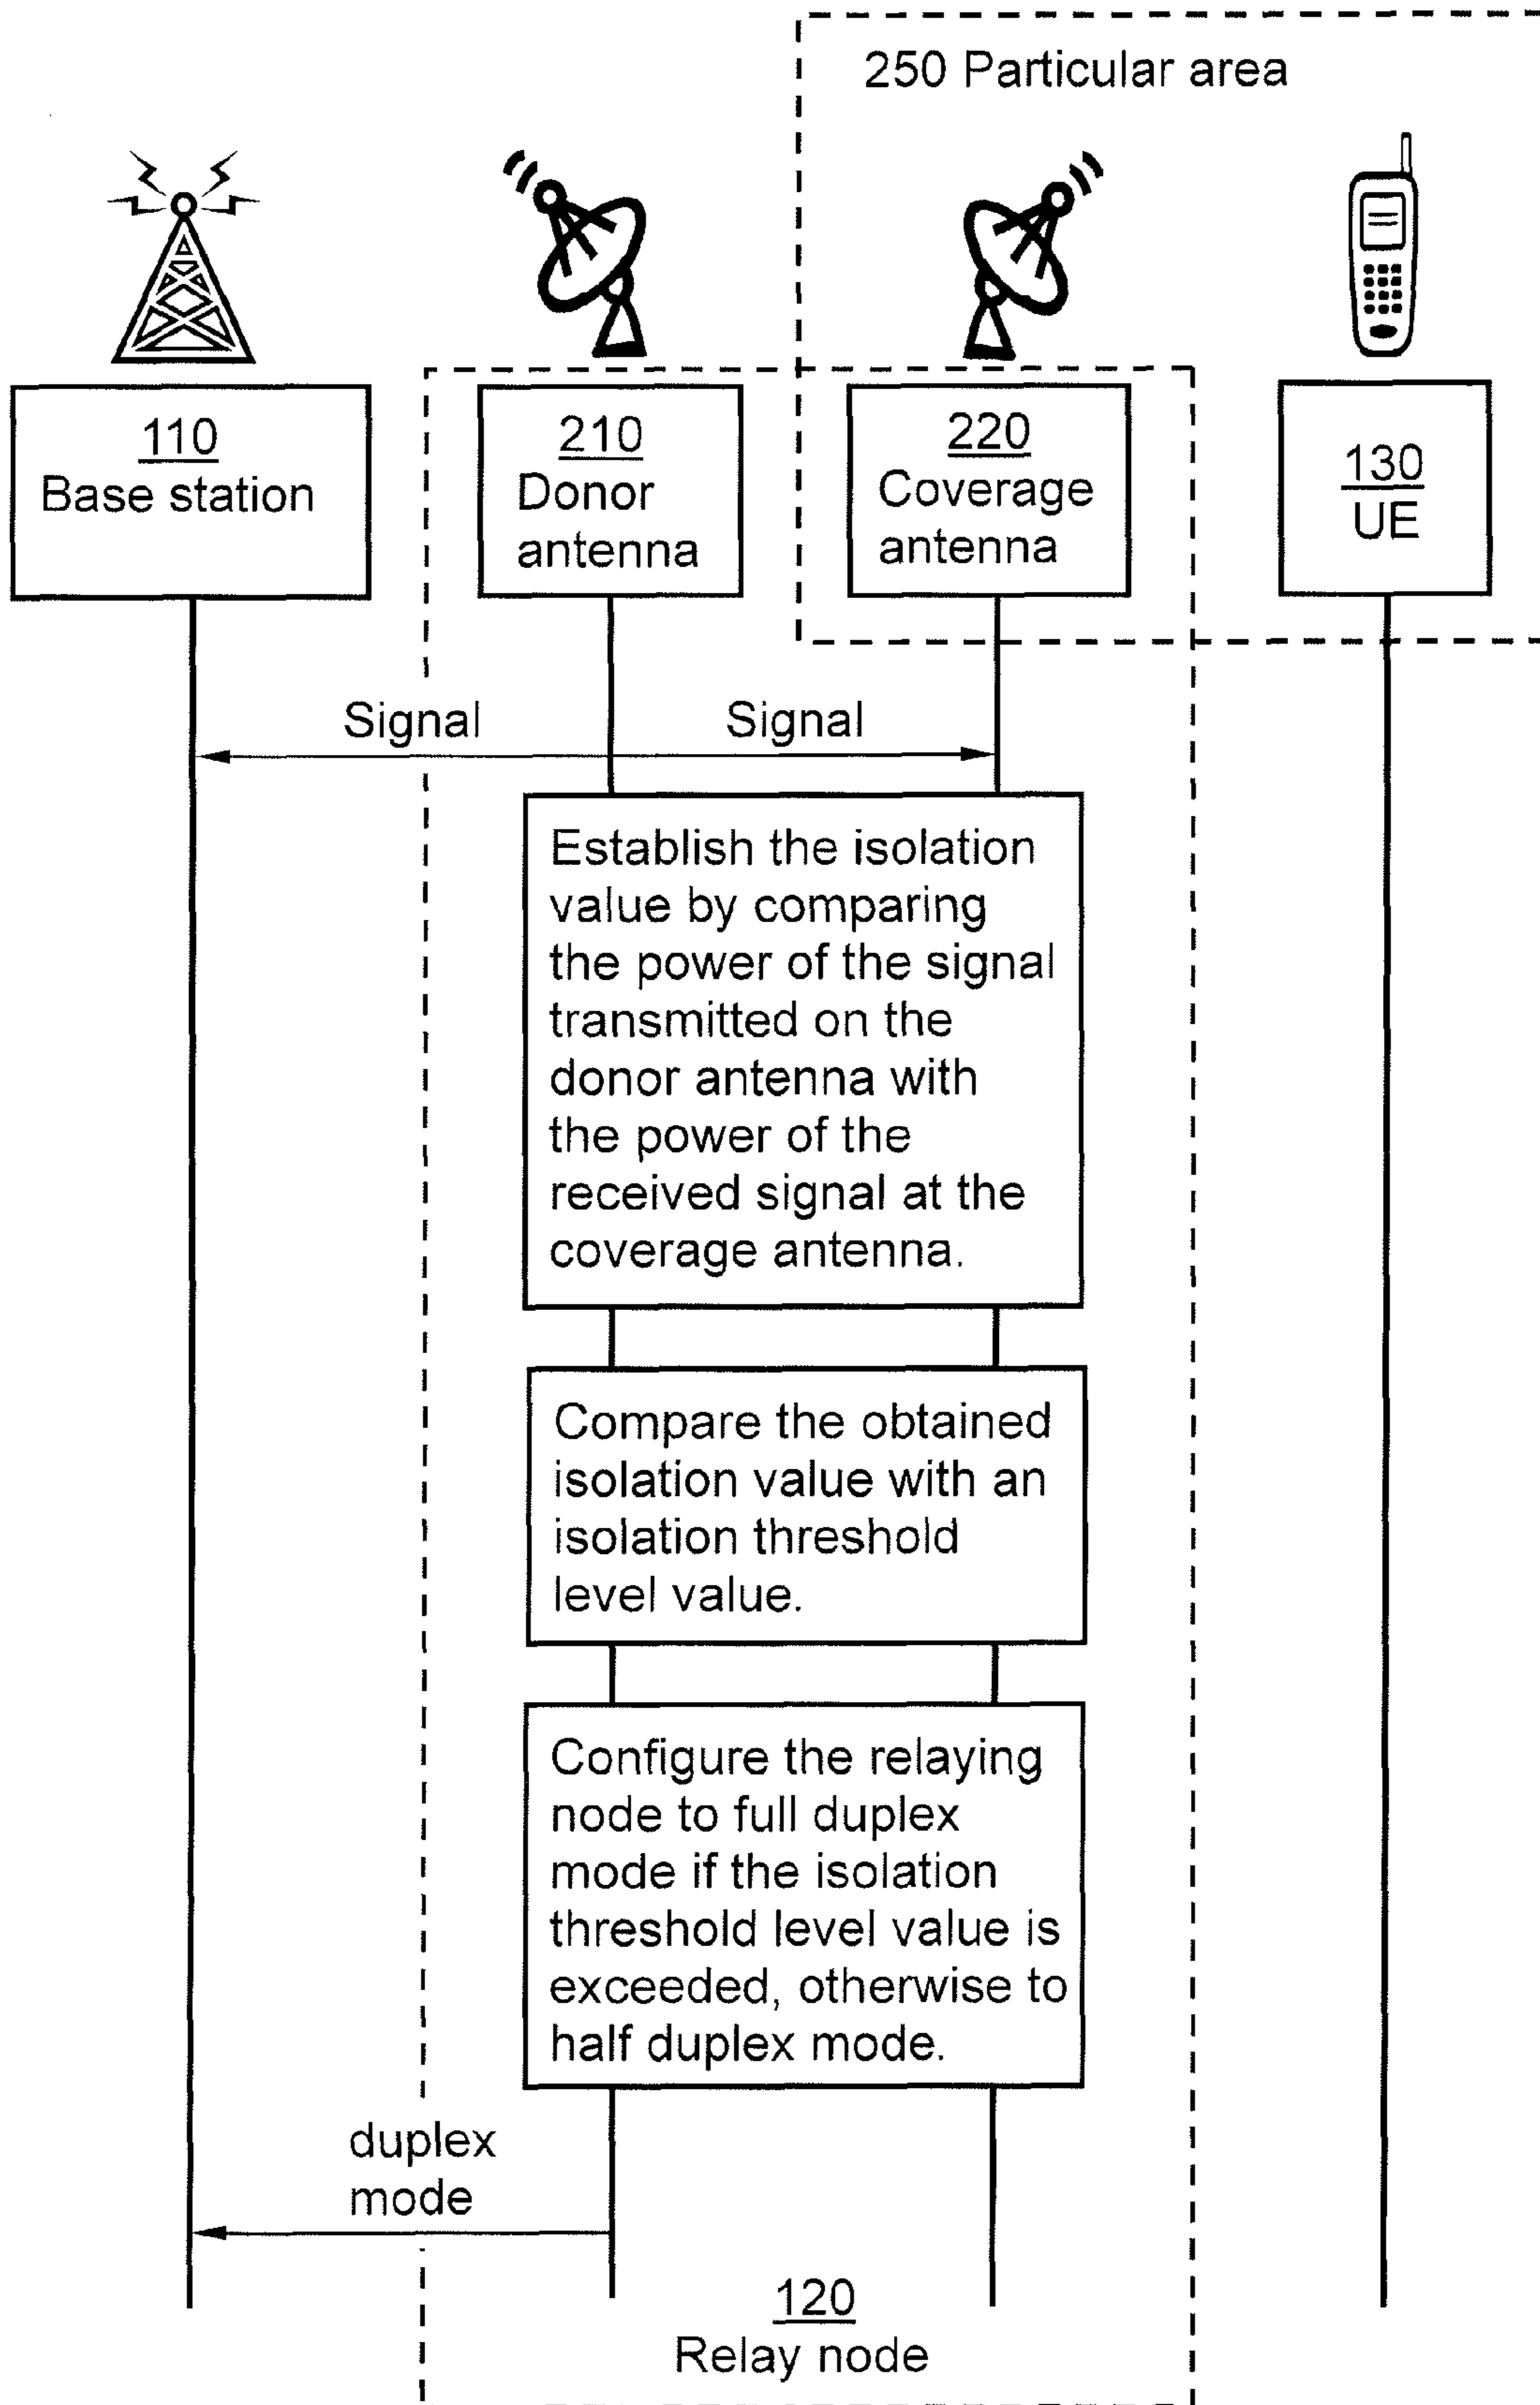 250 Particular area
110
Base station
210
Donor
antenna
220
Coverage
antenna
130
UE
Signal
Signal
Establish the isolation
value by comparing
the power of the signal
transmitted on the
donor antenna with
the power of the
received signal at the
coverage antenna.
Compare the obtained
isolation value with an
isolation threshold
level value.
Configure the relaying
node to full duplex
mode if the isolation
threshold level value is
exceeded, otherwise to
half duplex mode.
duplex
mode
120
Relay node